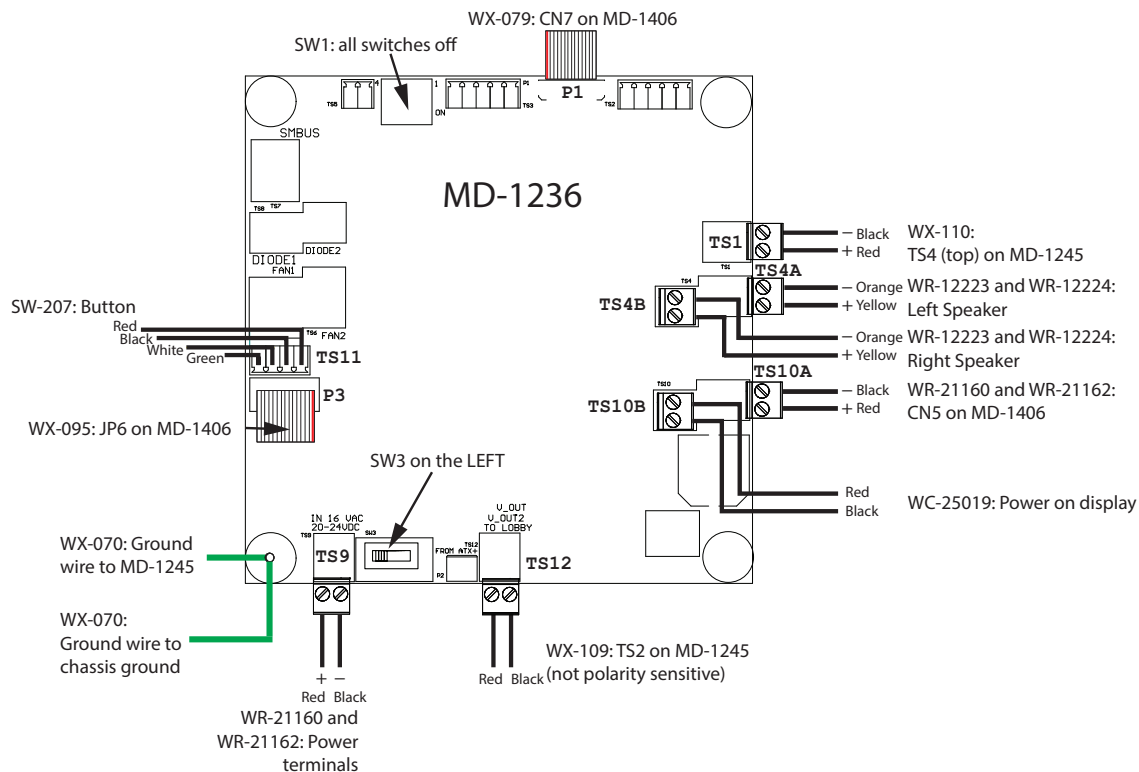 WX-079: CN7 on MD-1406
SW1: all switches off
P1
TS5
4
1
ON
P1
TS3
TS2
SMBUS
MD-1236
TS8
TS7
DIODE2
DIODE1
FAN1
TS1
TS1
− Black
+ Red
WX-110:
TS4 (top) on MD-1245
TS4A
TS4
TS4B
− Orange
+ Yellow
WR-12223 and WR-12224:
Left Speaker
− Orange
+ Yellow
WR-12223 and WR-12224:
Right Speaker
SW-207: Button
Red
Black
White
Green
TS6
FAN2
TS11
P3
TS10A
TS10
TS10B
− Black
+ Red
WR-21160 and WR-21162:
CN5 on MD-1406
WX-095: JP6 on MD-1406
SW3 on the LEFT
Red
Black
WC-25019: Power on display
IN 16 VAC
20-24VDC
TS9
SW3
TS9
V_OUT
V_OUT2
TO LOBBY
TS12
FROM ATX+
P2
TS12
WX-070: Ground
wire to MD-1245
WX-070:
Ground wire to
chassis ground
+ −
Red Black
WR-21160 and
WR-21162: Power
terminals
Red Black
WX-109: TS2 on MD-1245
(not polarity sensitive)